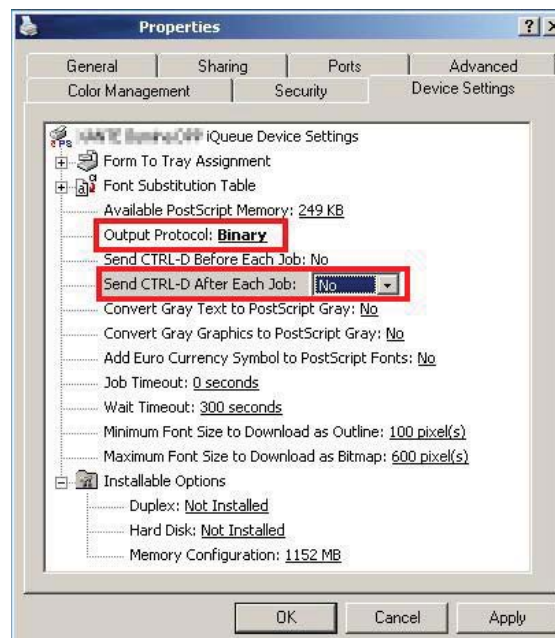 Properties
General Sharing Ports Advanced
Color Management Security Device Settings
iQueue Device Settings
Form To Tray Assignment
Font Substitution Table
Available PostScript Memory: 249 KB
Output Protocol: Binary
Send CTRL-D Before Each Job: No
Send CTRL-D After Each Job: No
Convert Gray Text to PostScript Gray: No
Convert Gray Graphics to PostScript Gray: No
Add Euro Currency Symbol to PostScript Fonts: No
Job Timeout: 0 seconds
Wait Timeout: 300 seconds
Minimum Font Size to Download as Outline: 100 pixel(s)
Maximum Font Size to Download as Bitmap: 600 pixel(s)
Installable Options
Duplex: Not Installed
Hard Disk: Not Installed
Memory Configuration: 1152 MB
OK Cancel Apply